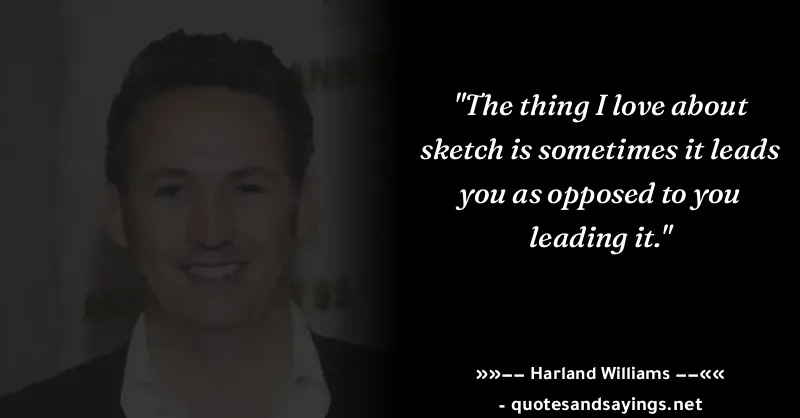 "The thing I love about
sketch is sometimes it leads
you as opposed to you
leading it."
»»−− Harland Williams −−««
- quotesandsayings.net